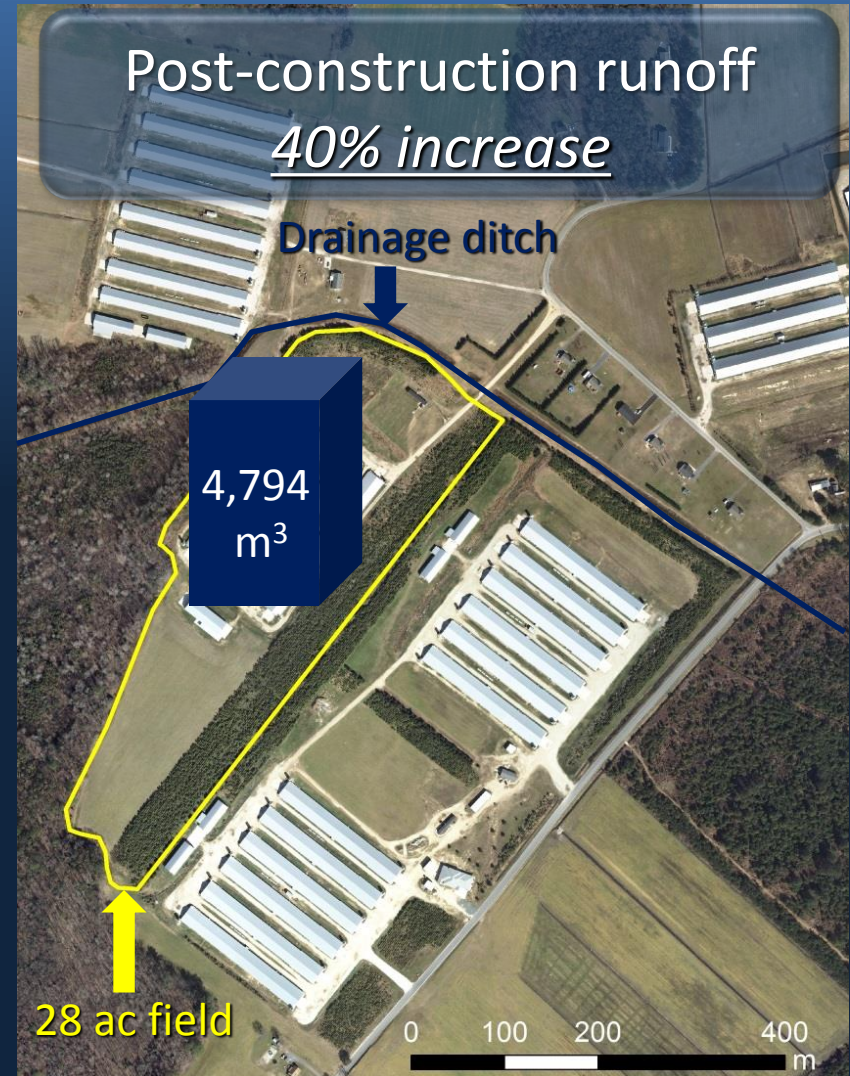 Post-construction runoff
40% increase
Drainage ditch
4,794
m³
28 ac field
0 100 200 400
m